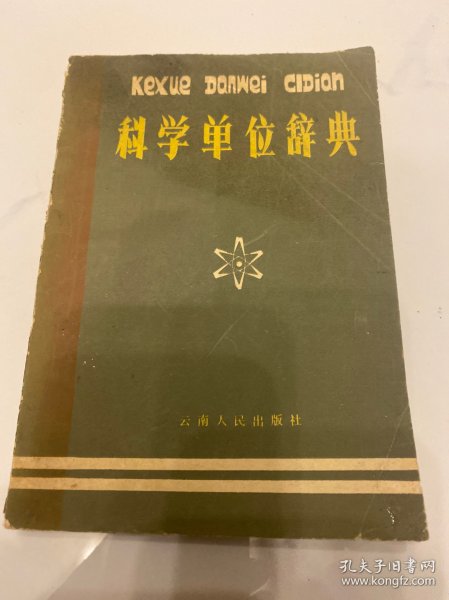 KeXUe DanWei CiDian
科学单位辞典
云南人民出版社
孔夫子旧书网
www.kongfz.com